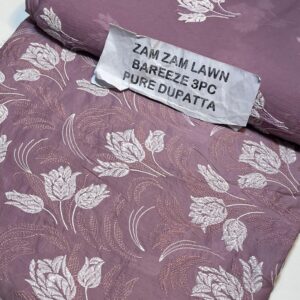 ZAM ZAM LAWN
BAREEZE 3PC
PURE DUPATTA